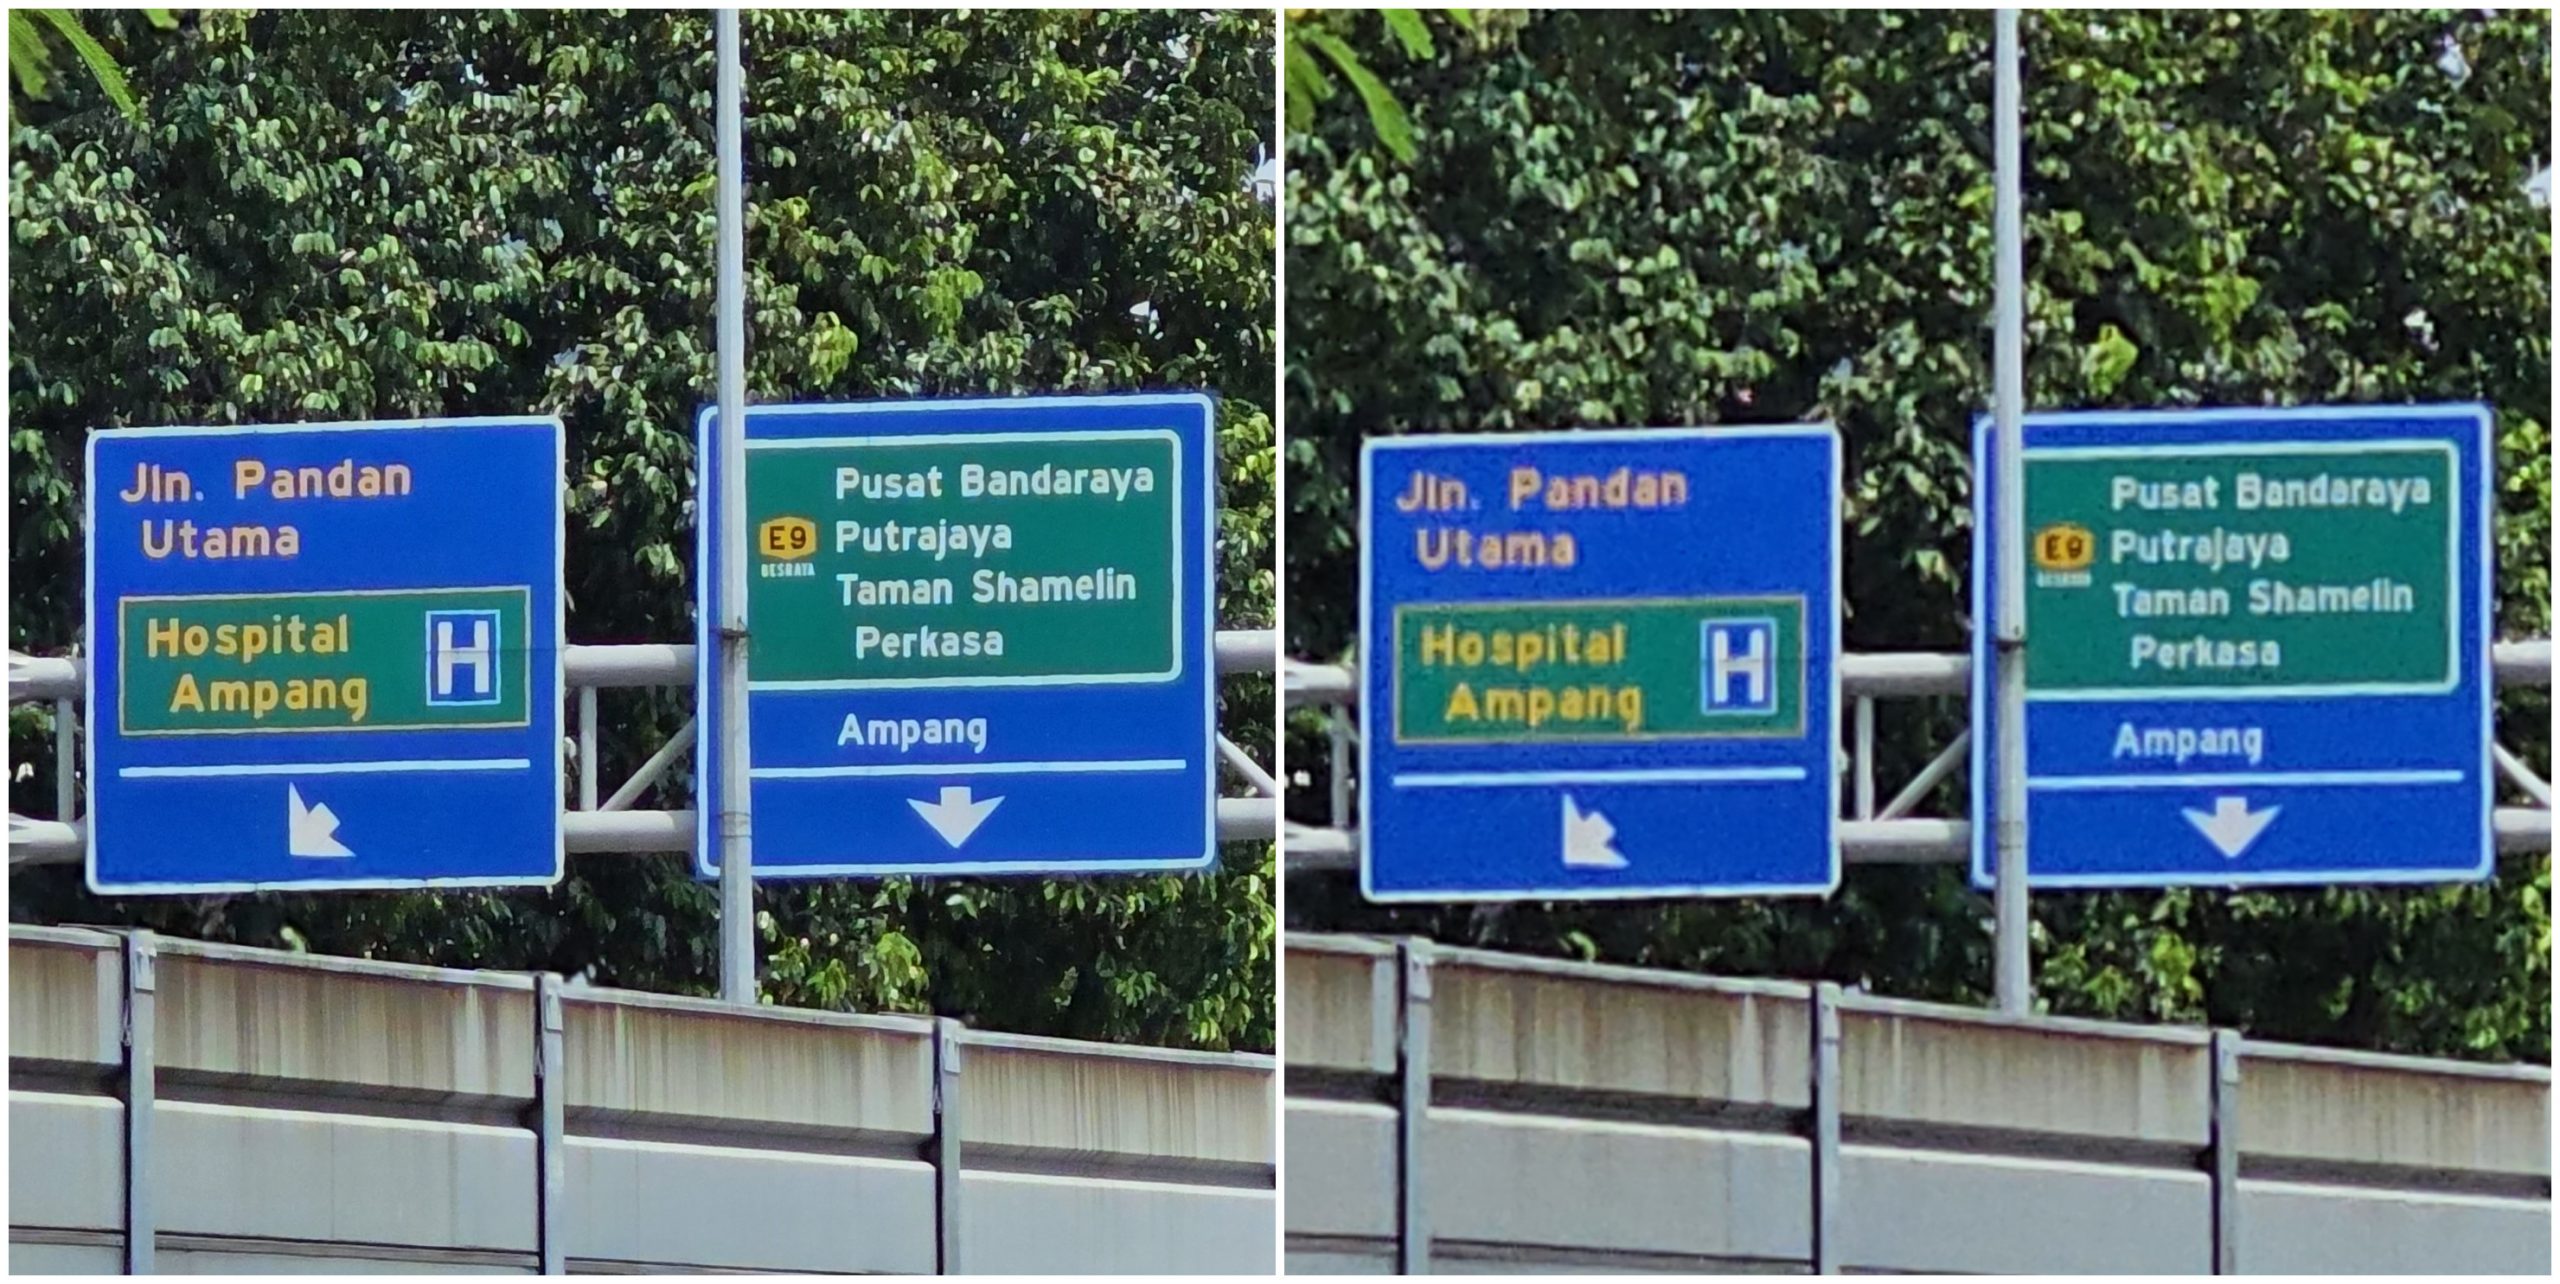 Jln. Pandan
Utama
Hospital
Ampang
H
Pusat Bandaraya
E9 Putrajaya
BESRAYA
Taman Shamelin
Perkasa
Ampang
Jln. Pandan
Utama
Hospital
Ampang
H
Pusat Bandaraya
E9 Putrajaya
Taman Shamelin
Perkasa
Ampang